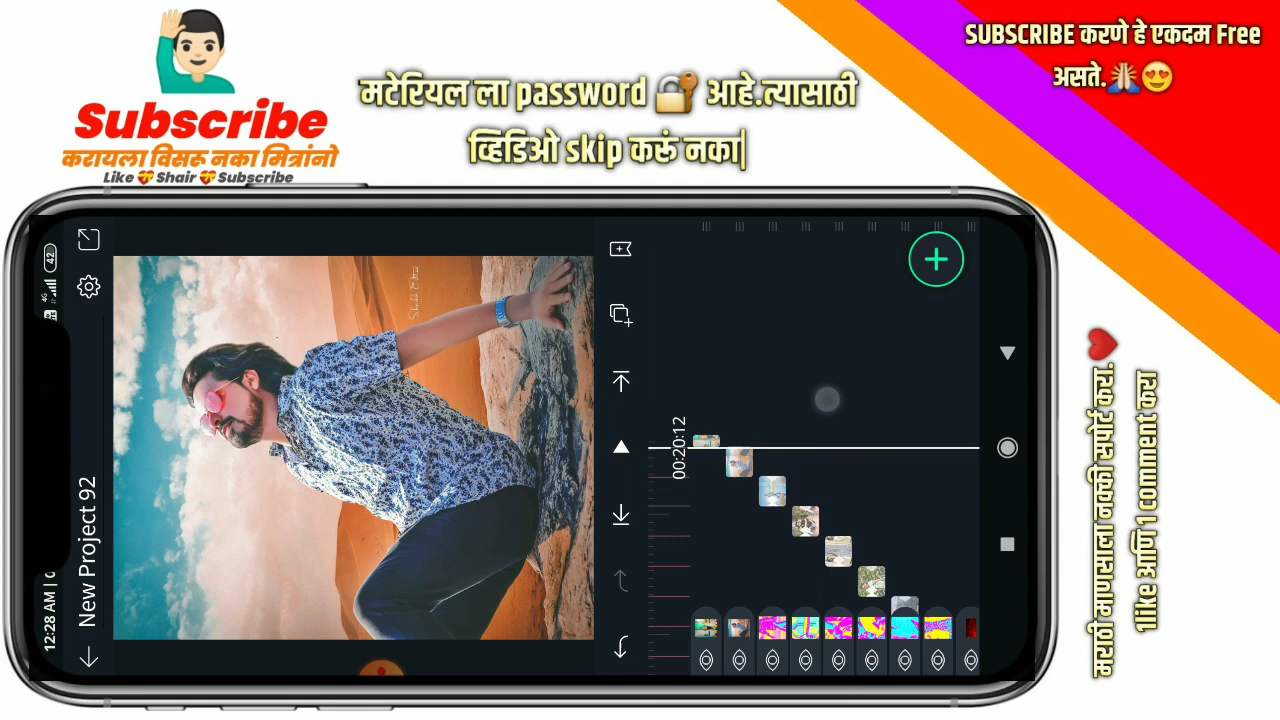 Subscribe
करायला विसरू नका मित्रांनो
Like 💝 Shair 💝 Subscribe
मटेरियल ला password 🔐 आहे.त्यासाठी
व्हिडिओ skip करूं नका|
SUBSCRIBE करणे हे एकदम Free
असते.🙏😍
12:28 AM |
4G
42
New Project 92
00:20:12
मराठी माणसाला नक्की सपोर्ट करा. ❤
1like आणि 1 comment करा